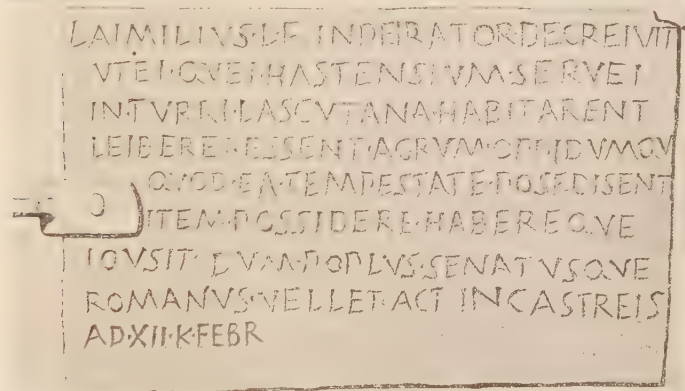 L·AIMILIVS·L·F·INPEIRATOR·DECREIVIT
VTEI·QVEI·HASTENSIVM·SERVEI
IN·TVRRI·LASCVTANA·HABITARENT
LEIBEREI·ESSENT·AGRVM·OPPIDVMQV
QVOD·EA·TEMPESTATE·POSEDISENT
ITEM·POSSIDERE·HABEREQVE
IOVSIT·DVM·POPLVS·SENATVSQVE
ROMANVS·VELLET·ACT·IN CASTREIS
A·D·XII·K·FEBR